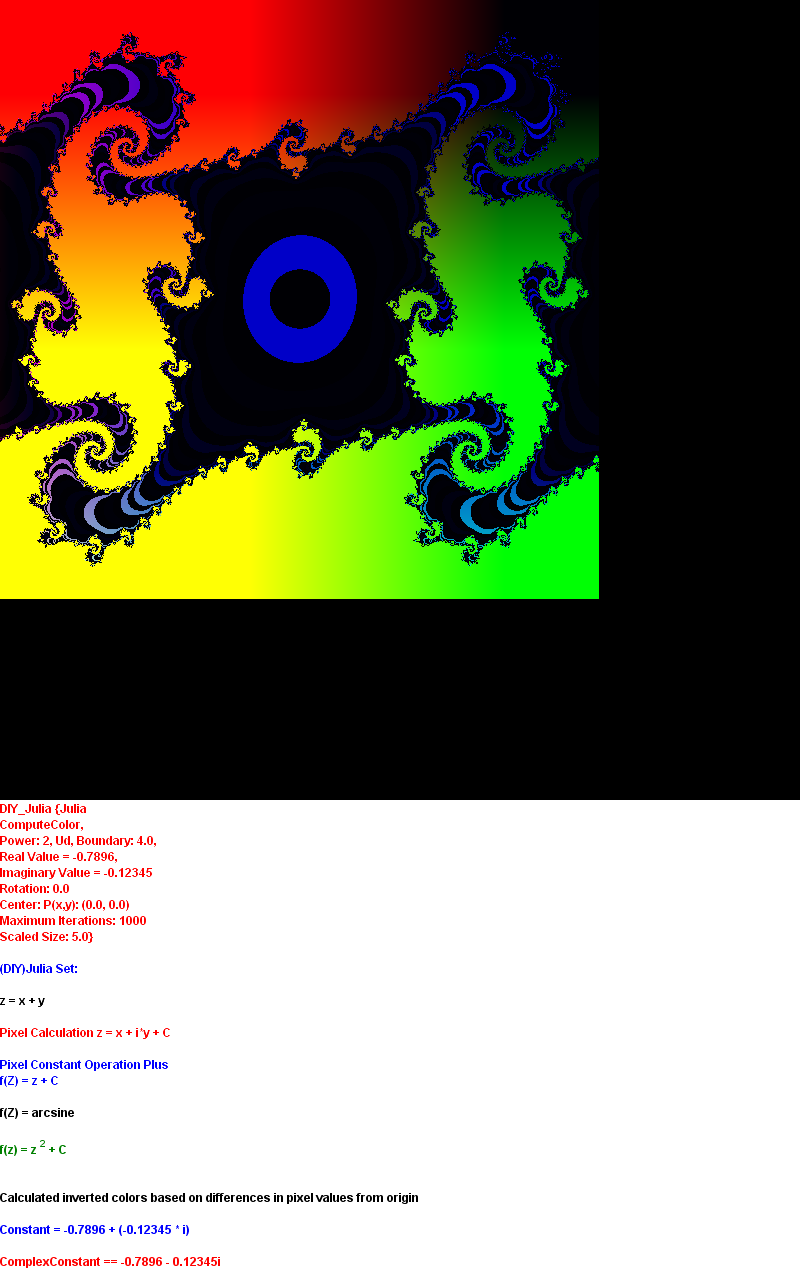 DIY_Julia {Julia
ComputeColor,
Power: 2, Ud, Boundary: 4.0,
Real Value = -0.7896,
Imaginary Value = -0.12345
Rotation: 0.0
Center: P(x,y): (0.0, 0.0)
Maximum Iterations: 1000
Scaled Size: 5.0}
(DIY)Julia Set:
z = x + y
Pixel Calculation z = x + i*y + C
Pixel Constant Operation Plus
f(Z) = z + C
f(Z) = arcsine
f(z) = z ² + C
Calculated inverted colors based on differences in pixel values from origin
Constant = -0.7896 + (-0.12345 * i)
ComplexConstant == -0.7896 - 0.12345i